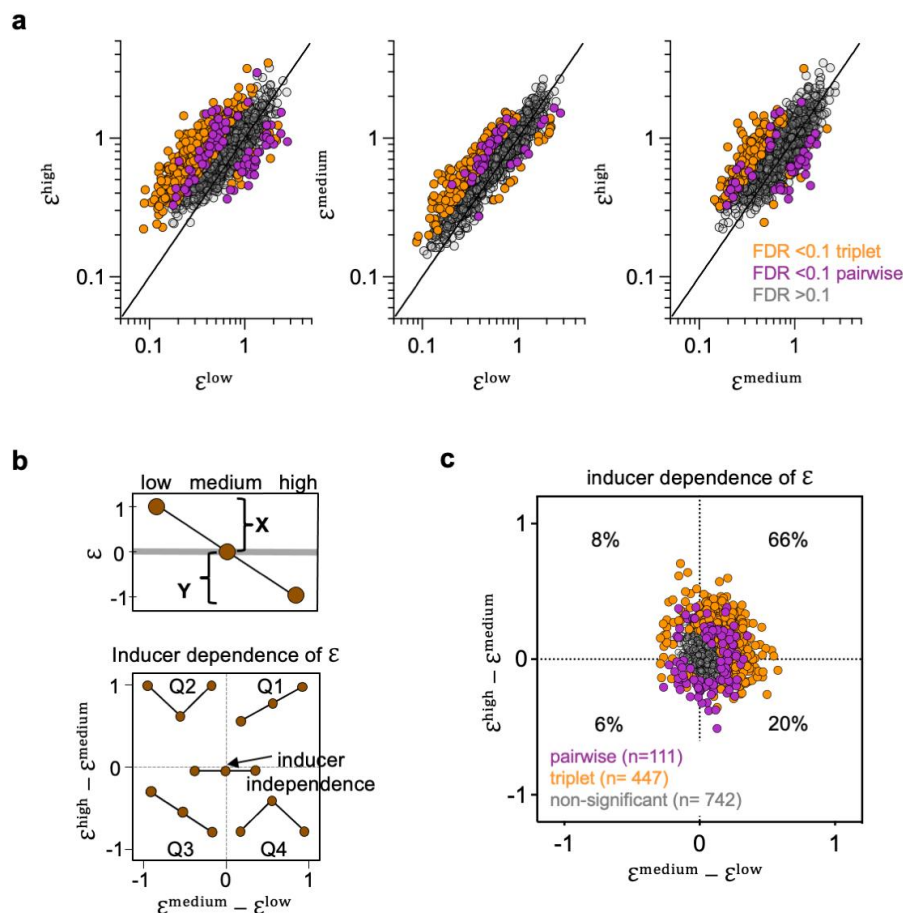 a
ε^high
1
0.1
0.1
1
ε^low
ε^medium
1
0.1
0.1
1
ε^low
ε^high
1
0.1
FDR <0.1 triplet
FDR <0.1 pairwise
FDR >0.1
0.1
1
ε^medium
b
low medium high
ε
1
0
-1
X
Y
Inducer dependence of ε
ε^high − ε^medium
1
0
-1
Q2
Q1
inducer
independence
Q3
Q4
-1
0
1
ε^medium − ε^low
c
inducer dependence of ε
ε^high − ε^medium
1
0
-1
8%
66%
6%
20%
pairwise (n=111)
triplet (n= 447)
non-significant (n= 742)
-1
0
1
ε^medium − ε^low